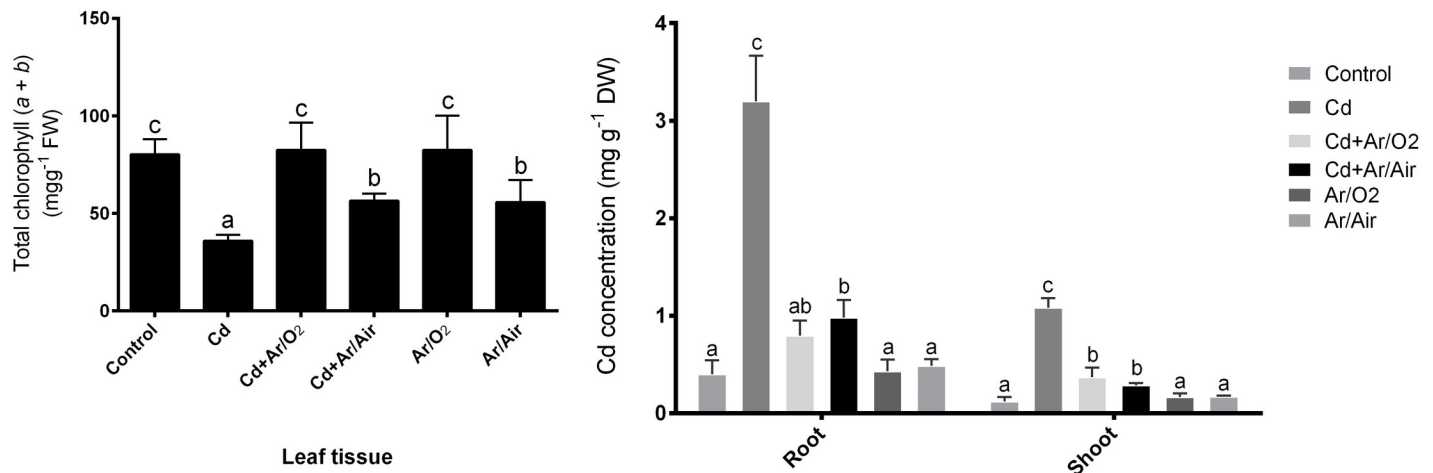 Total chlorophyll (a + b)
(mgg⁻¹ FW)
150
100
50
0
c
a
c
b
c
b
Control
Cd
Cd+Ar/O2
Cd+Ar/Air
Ar/O2
Ar/Air
Leaf tissue
Cd concentration (mg g⁻¹ DW)
4
3
2
1
0
a
c
ab
b
a
a
a
c
b
b
a
a
Root
Shoot
Control
Cd
Cd+Ar/O2
Cd+Ar/Air
Ar/O2
Ar/Air